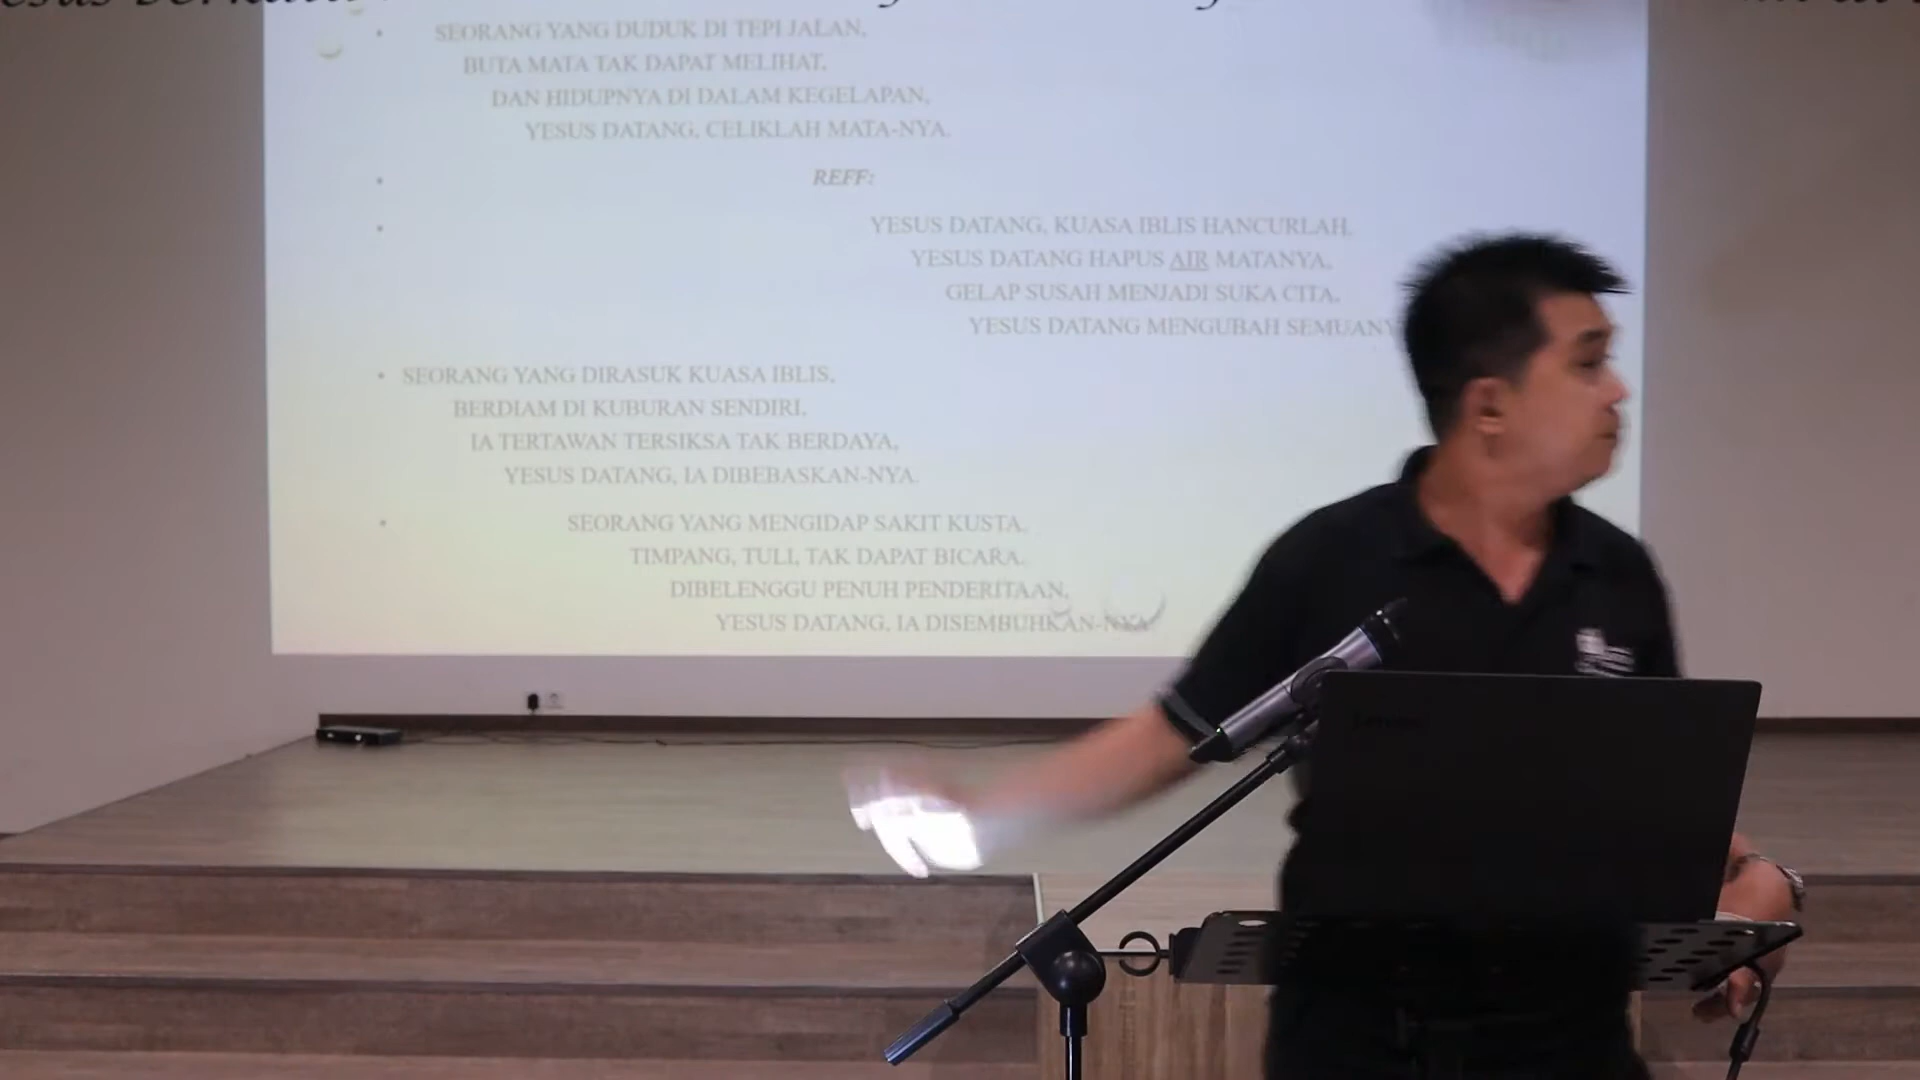 SEORANG YANG DUDUK DI TEPI JALAN,
BUTA MATA TAK DAPAT MELIHAT,
DAN HIDUPNYA DI DALAM KEGELAPAN,
YESUS DATANG, CELIKLAH MATA-NYA.
REFF:
YESUS DATANG, KUASA IBLIS HANCURLAH,
YESUS DATANG HAPUS AIR MATANYA,
GELAP SUSAH MENJADI SUKA CITA,
YESUS DATANG MENGUBAH SEMUANY
SEORANG YANG DIRASUK KUASA IBLIS,
BERDIAM DI KUBURAN SENDIRI,
IA TERTAWAN TERSIKSA TAK BERDAYA,
YESUS DATANG, IA DIBEBASKAN-NYA.
SEORANG YANG MENGIDAP SAKIT KUSTA,
TIMPANG, TULI, TAK DAPAT BICARA.
DIBELENGGU PENUH PENDERITAAN,
YESUS DATANG, IA DISEMBUHKAN-NYA.